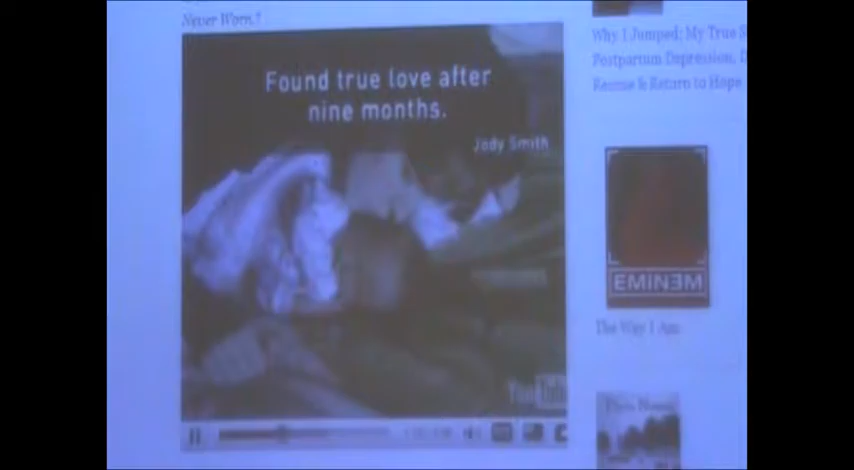 Never Worn.?
Found true love after
nine months.
Jody Smith
YouTube
Why I Jumped: My True S
Postpartum Depression, D
Rescue & Return to Hope
EMINEM
The Way I Am